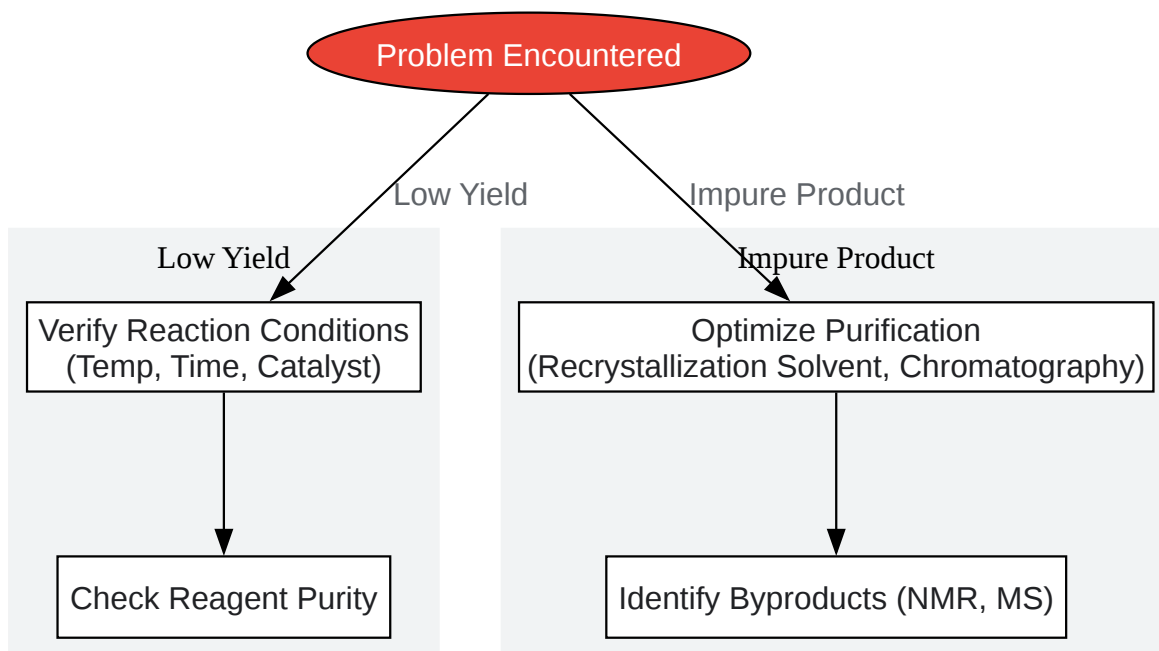 Problem Encountered
Low Yield
Impure Product
Low Yield
Impure Product
Verify Reaction Conditions
(Temp, Time, Catalyst)
Optimize Purification
(Recrystallization Solvent, Chromatography)
Check Reagent Purity
Identify Byproducts (NMR, MS)